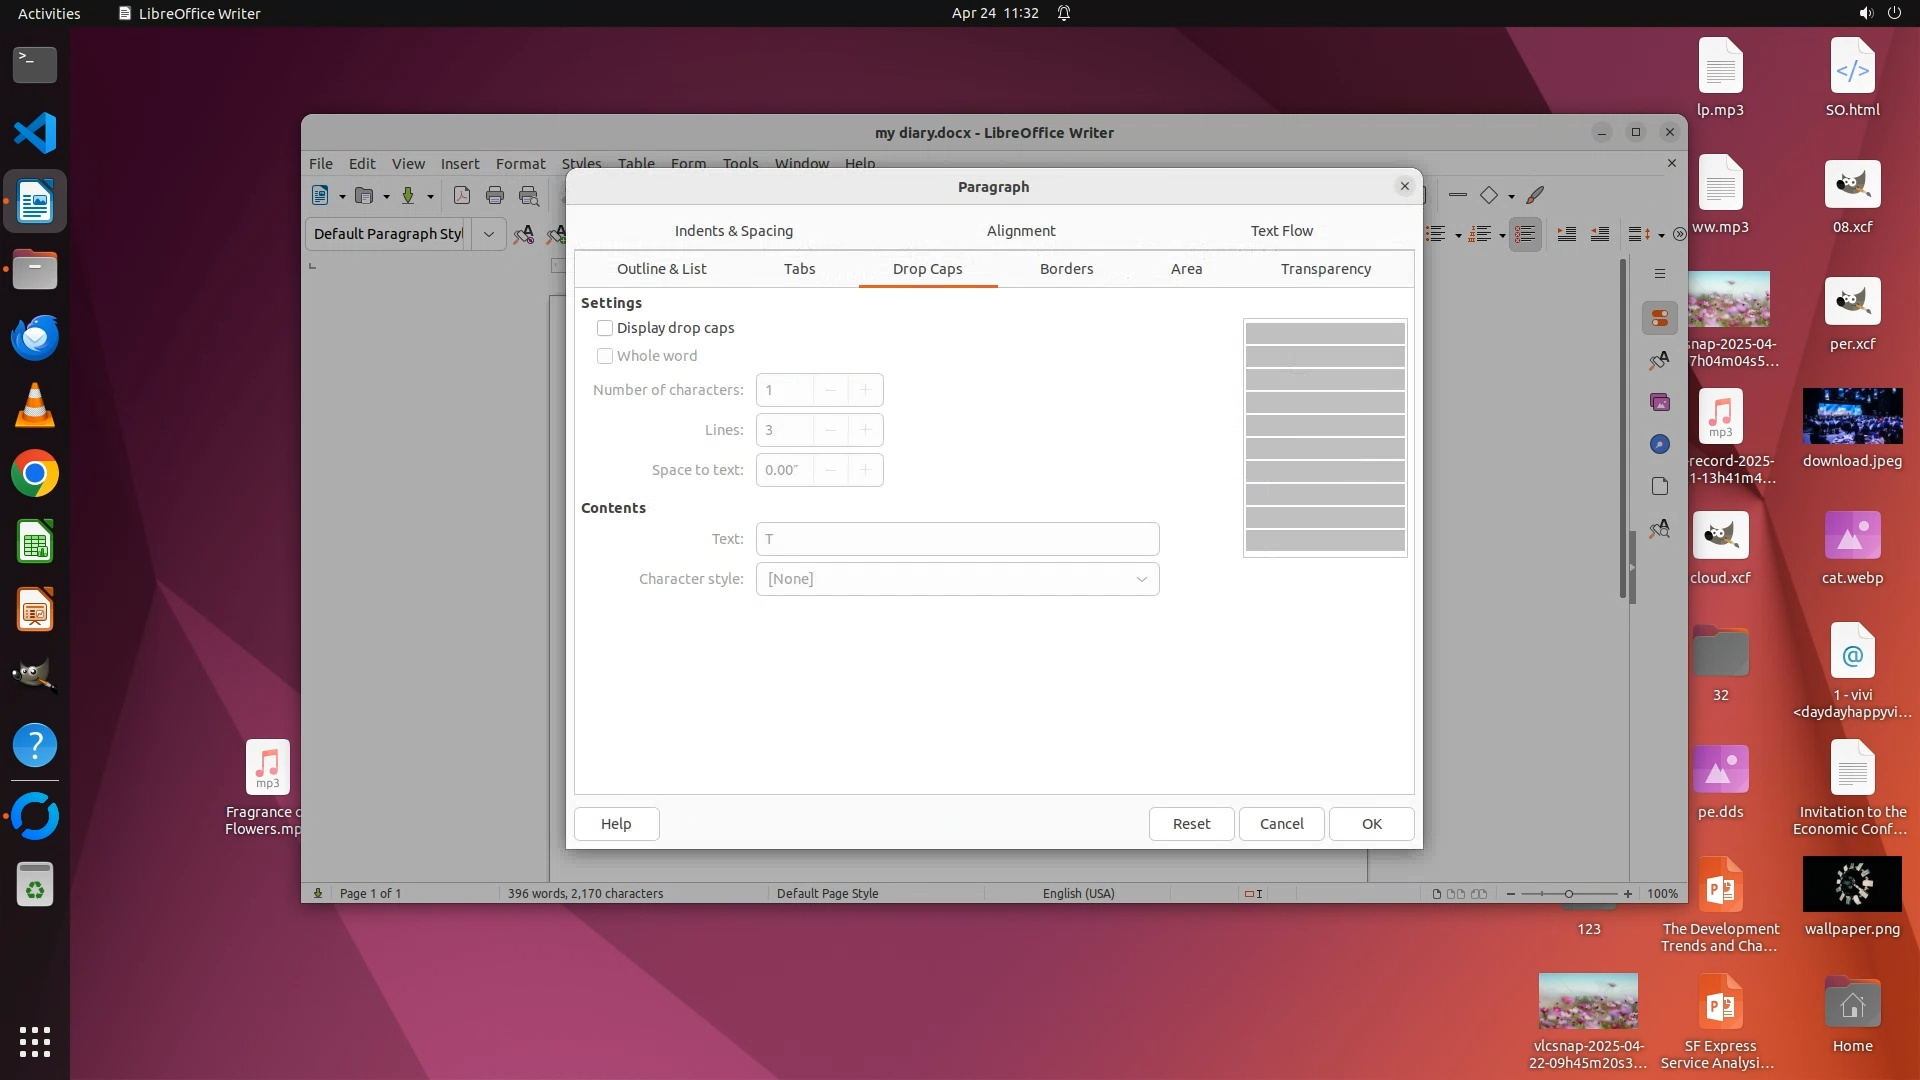 Activities
LibreOffice Writer
Apr 24 11:32
my diary.docx - LibreOffice Writer
File Edit View Insert Format Styles Table Form Tools Window Help
Default Paragraph Styl
Paragraph
Indents & Spacing Alignment Text Flow
Outline & List Tabs Drop Caps Borders Area Transparency
Settings
Display drop caps
Whole word
Number of characters: 1
Lines: 3
Space to text: 0.00"
Contents
Text: T
Character style: [None]
Help Reset Cancel OK
Page 1 of 1 396 words, 2,170 characters Default Page Style English (USA) 100%
mp3
Fragrance o
Flowers.mp
lp.mp3
SO.html
ww.mp3
08.xcf
snap-2025-04-
7h04m04s5...
per.xcf
mp3
-record-2025-
1-13h41m4...
download.jpeg
cloud.xcf
cat.webp
32
1 - vivi
<daydayhappyvi...
pe.dds
Invitation to the
Economic Conf...
123
The Development
Trends and Cha...
wallpaper.png
vlcsnap-2025-04-
22-09h45m20s3...
SF Express
Service Analysi...
Home